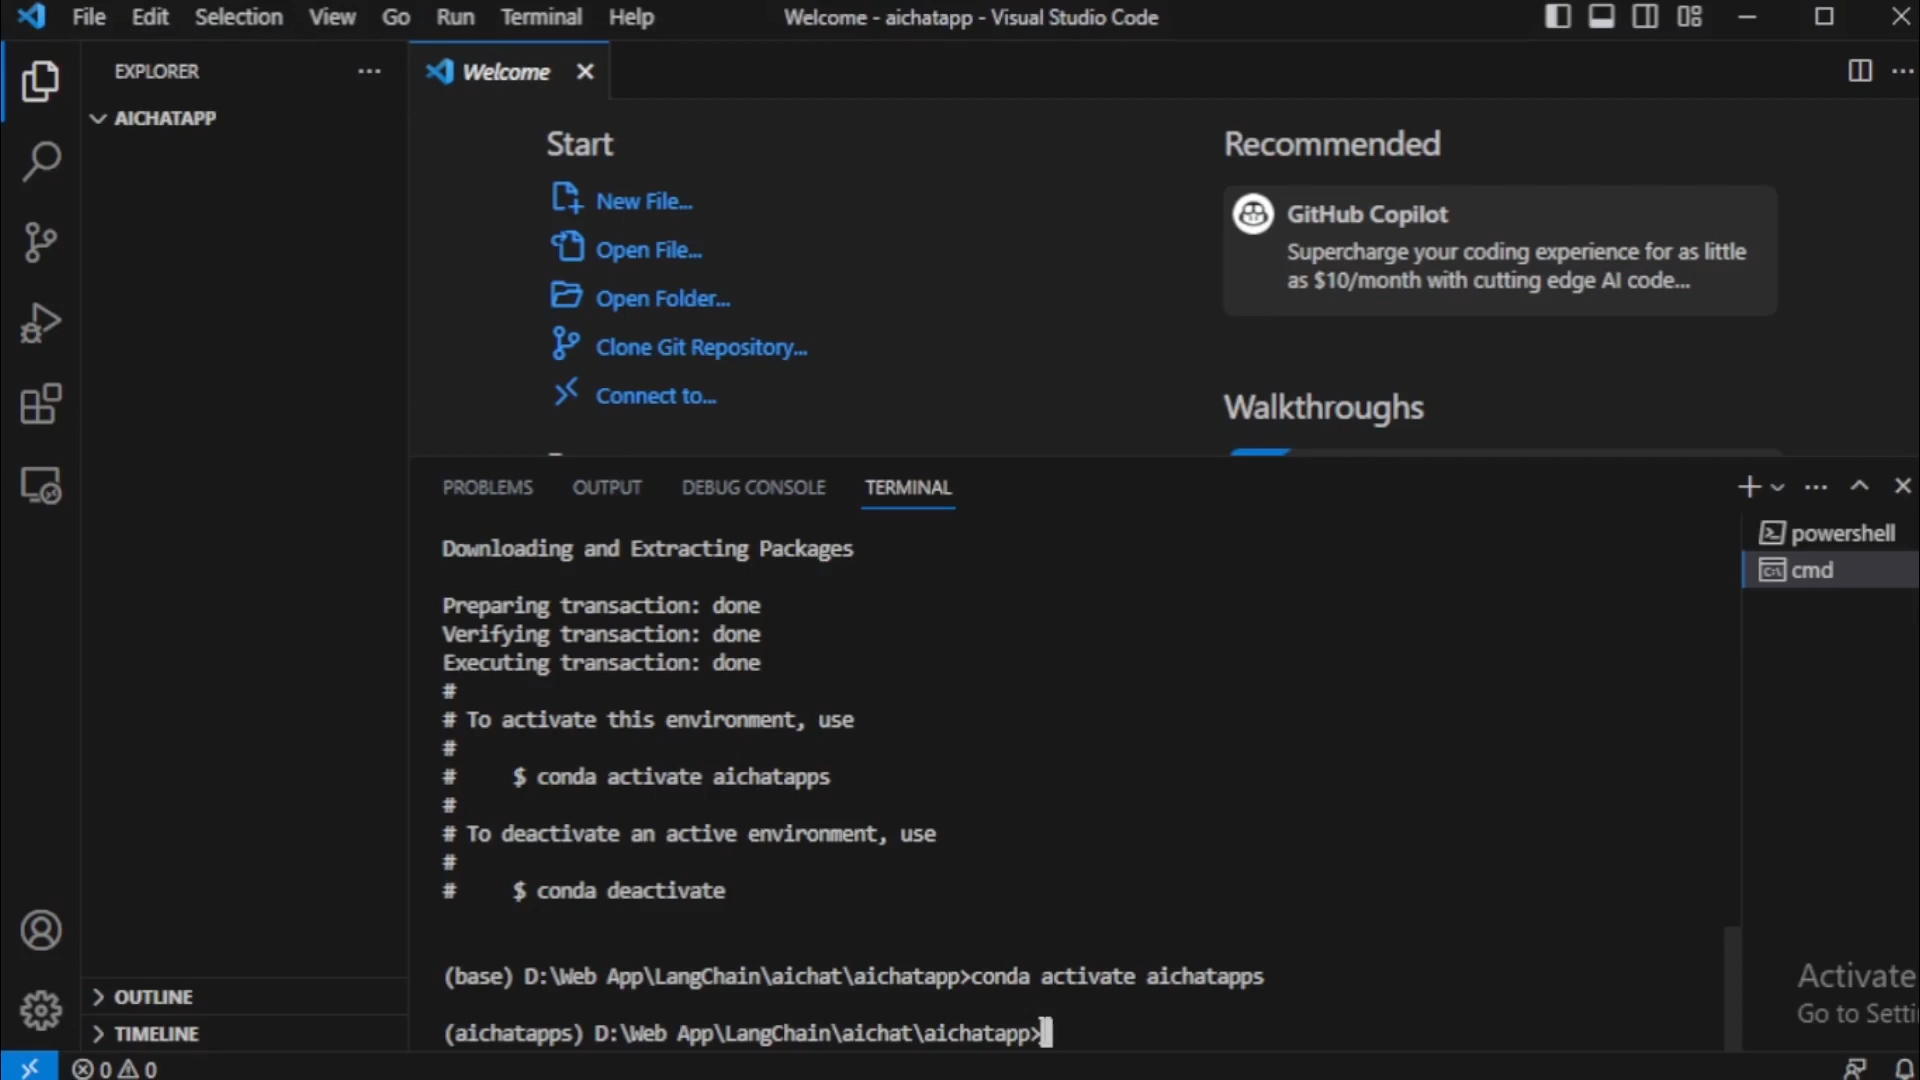 File Edit Selection View Go Run Terminal Help
Welcome - aichatapp - Visual Studio Code
EXPLORER
AICHATAPP
Welcome
Start
New File...
Open File...
Open Folder...
Clone Git Repository...
Connect to...
Recommended
GitHub Copilot
Supercharge your coding experience for as little
as $10/month with cutting edge AI code...
Walkthroughs
PROBLEMS OUTPUT DEBUG CONSOLE TERMINAL
powershell
cmd
Downloading and Extracting Packages
Preparing transaction: done
Verifying transaction: done
Executing transaction: done
#
# To activate this environment, use
#
#     $ conda activate aichatapps
#
# To deactivate an active environment, use
#
#     $ conda deactivate
(base) D:\Web App\LangChain\aichat\aichatapp>conda activate aichatapps
(aichatapps) D:\Web App\LangChain\aichat\aichatapp>
OUTLINE
TIMELINE
Activate
Go to Setti
0 0